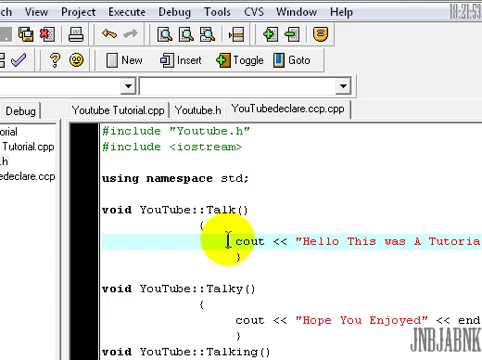 ch View Project Execute Debug Tools CVS Window Help
18:21:53
New Insert Toggle Goto
Debug Youtube Tutorial.cpp Youtube.h YouTubedeclare.ccp.cpp
orial
Tutorial.cpp
.h
edeclare.cc
#include "Youtube.h"
#include <iostream>
using namespace std;
void YouTube::Talk()
{
cout << "Hello This was A Tutoria
}
void YouTube::Talky()
{
cout << "Hope You Enjoyed" << end
}
void YouTube::Talking()
JNBJABNK